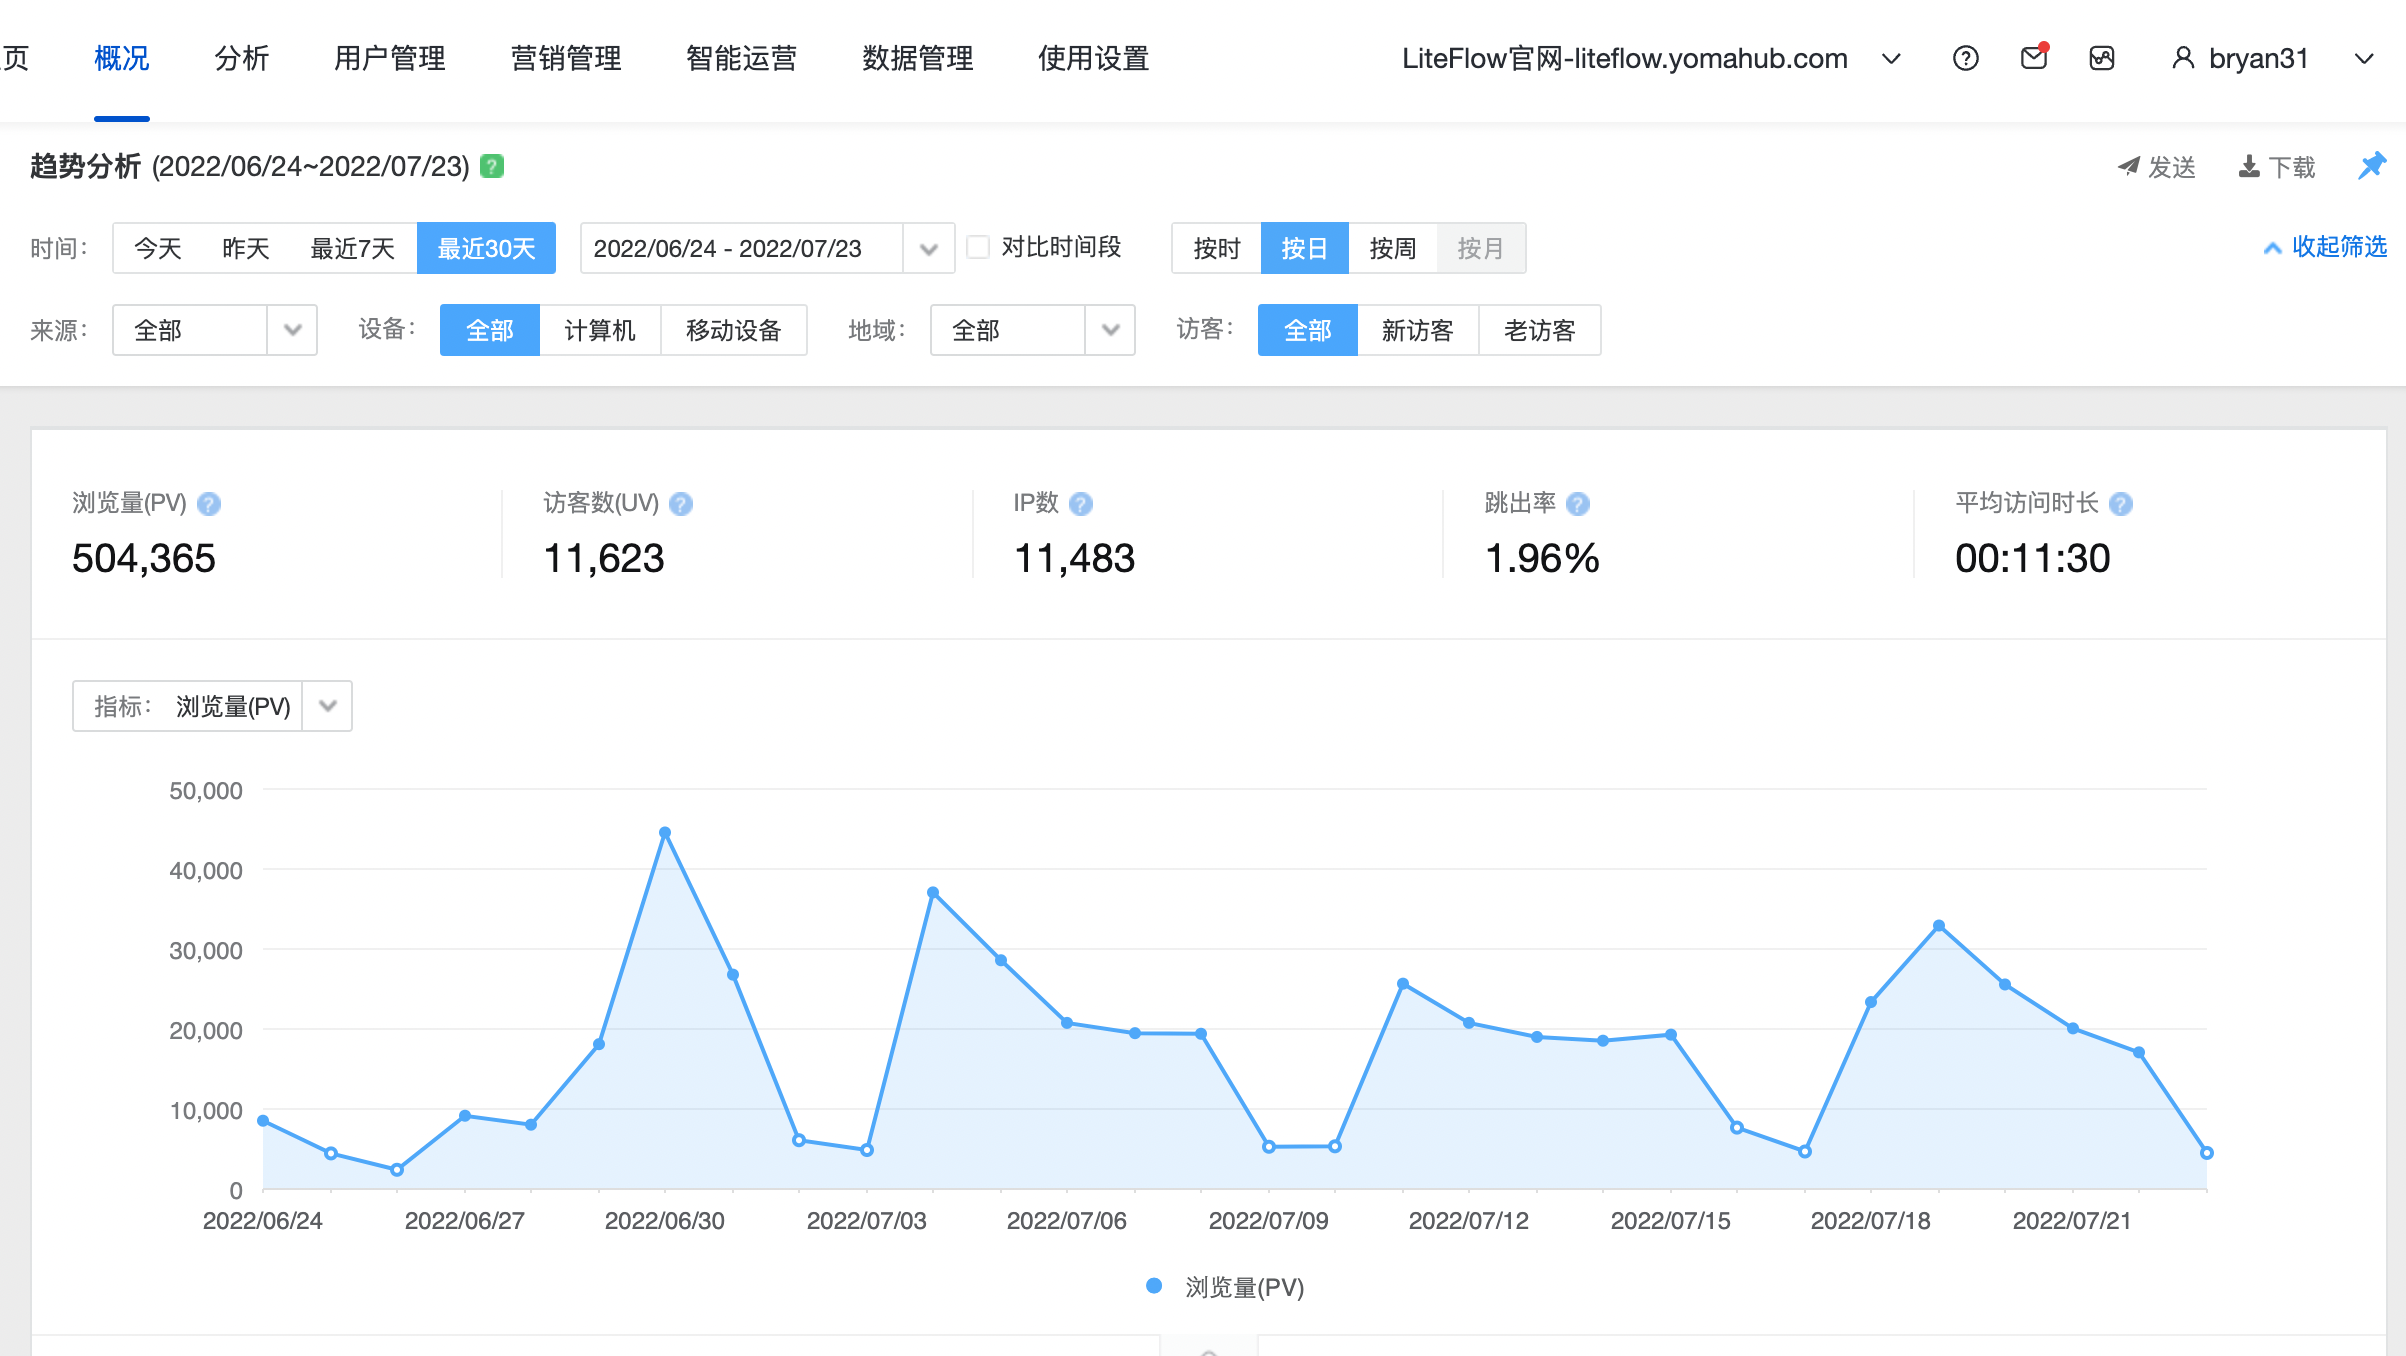 页 概况 分析 用户管理 营销管理 智能运营 数据管理 使用设置 LiteFlow官网-liteflow.yomahub.com bryan31
趋势分析 (2022/06/24~2022/07/23) ? 发送 下载
时间: 今天 昨天 最近7天 最近30天 2022/06/24 - 2022/07/23 对比时间段 按时 按日 按周 按月 收起筛选
来源: 全部 设备: 全部 计算机 移动设备 地域: 全部 访客: 全部 新访客 老访客
浏览量(PV) ? 访客数(UV) ? IP数 ? 跳出率 ? 平均访问时长 ?
504,365 11,623 11,483 1.96% 00:11:30
指标: 浏览量(PV)
50,000
40,000
30,000
20,000
10,000
0
2022/06/24 2022/06/27 2022/06/30 2022/07/03 2022/07/06 2022/07/09 2022/07/12 2022/07/15 2022/07/18 2022/07/21
浏览量(PV)